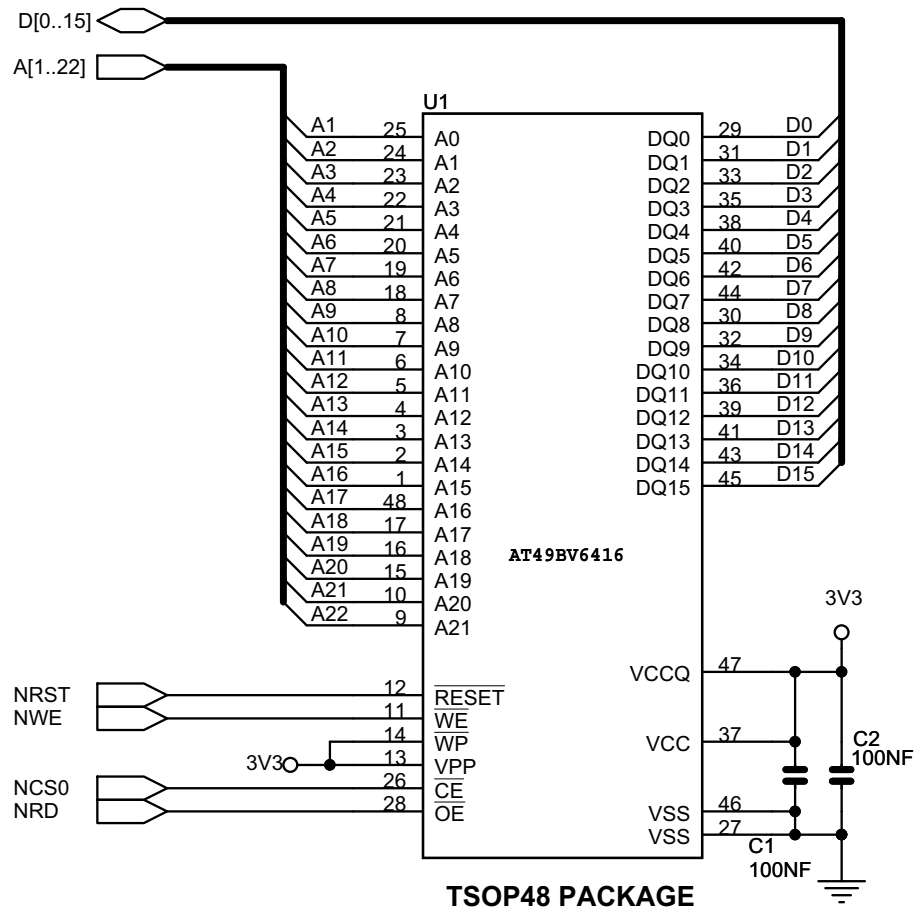 D[0..15]
A[1..22]
U1
A1 25 A0 DQ0 29 D0
A2 24 A1 DQ1 31 D1
A3 23 A2 DQ2 33 D2
A4 22 A3 DQ3 35 D3
A5 21 A4 DQ4 38 D4
A6 20 A5 DQ5 40 D5
A7 19 A6 DQ6 42 D6
A8 18 A7 DQ7 44 D7
A9 8 A8 DQ8 30 D8
A10 7 A9 DQ9 32 D9
A11 6 A10 DQ10 34 D10
A12 5 A11 DQ11 36 D11
A13 4 A12 DQ12 39 D12
A14 3 A13 DQ13 41 D13
A15 2 A14 DQ14 43 D14
A16 1 A15 DQ15 45 D15
A17 48 A16
A18 17 A17
A19 16 A18 AT49BV6416
A20 15 A19
A21 10 A20
A22 9 A21
3V3
VCCQ 47
NRST 12 RESET
NWE 11 WE
14 WP VCC 37 C2
3V3 13 VPP 100NF
NCS0 26 CE
NRD 28 OE VSS 46
VSS 27
C1
100NF
TSOP48 PACKAGE